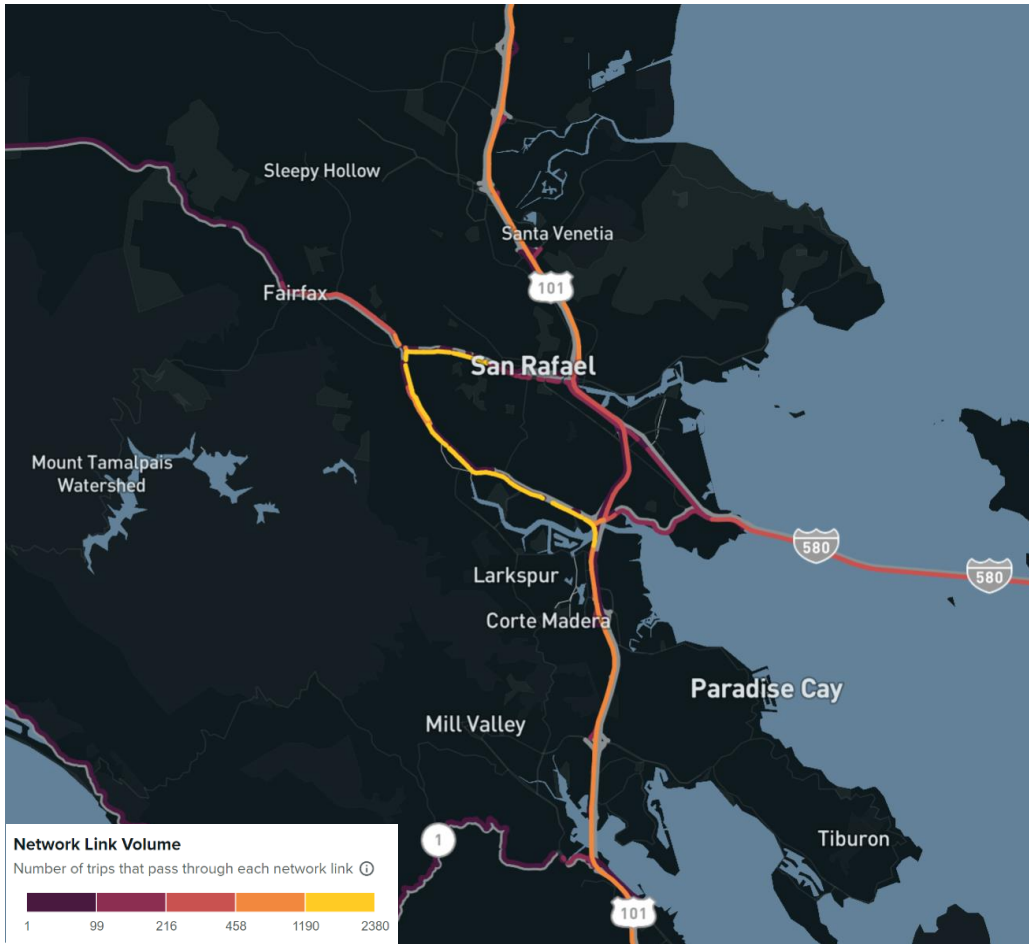 Sleepy Hollow
Santa Venetia
101
Fairfax
San Rafael
Mount Tamalpais
Watershed
580
580
Larkspur
Corte Madera
Paradise Cay
Mill Valley
1
Tiburon
101
Network Link Volume
Number of trips that pass through each network link
1 99 216 458 1190 2380